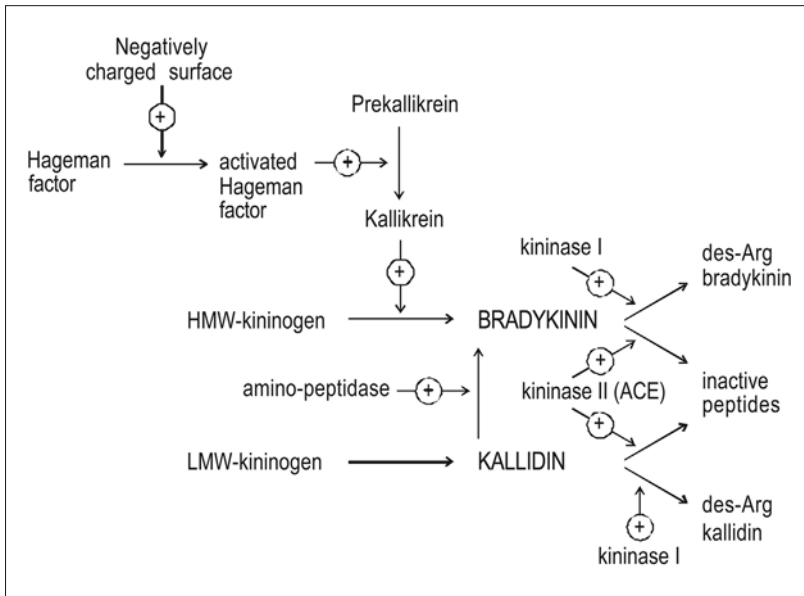 Negatively
charged surface
+
Prekallikrein
Hageman
factor
activated
Hageman
factor
+
Kallikrein
+
kininase I
+
des-Arg
bradykinin
HMW-kininogen
BRADYKININ
+
amino-peptidase
+
kininase II (ACE)
+
inactive
peptides
LMW-kininogen
KALLIDIN
des-Arg
kallidin
+
kininase I